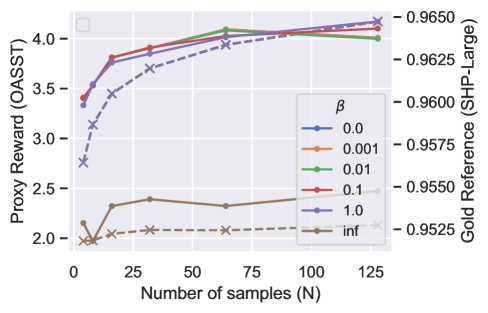 Proxy Reward (OASST)
4.0
3.5
3.0
2.5
2.0
0.9650
0.9625
0.9600
0.9575
0.9550
0.9525
Gold Reference (SHP-Large)
β
0.0
0.001
0.01
0.1
1.0
inf
0 25 50 75 100 125
Number of samples (N)